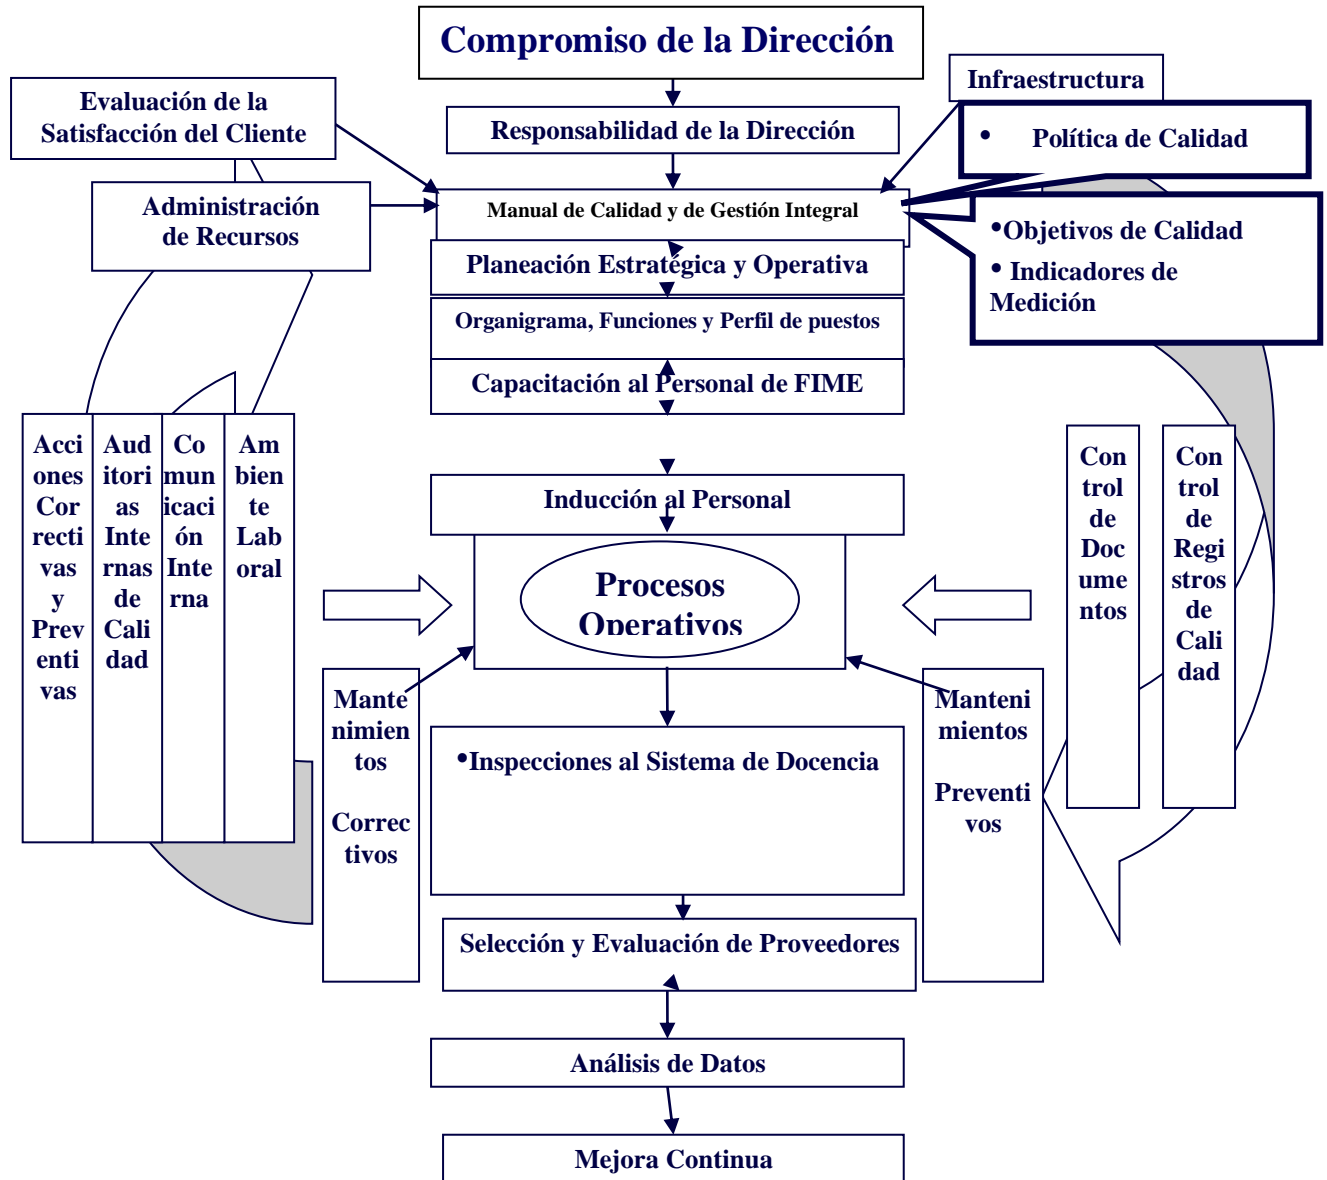 Compromiso de la Dirección
Infraestructura
Evaluación de la
Satisfacción del Cliente
Responsabilidad de la Dirección
• Política de Calidad
Administración
de Recursos
Manual de Calidad y de Gestión Integral
•Objetivos de Calidad
• Indicadores de
Medición
Planeación Estratégica y Operativa
Organigrama, Funciones y Perfil de puestos
Capacitación al Personal de FIME
Acci
ones
Cor
recti
vas
y
Prev
enti
vas
Aud
itori
as
Inte
rnas
de
Cali
dad
Co
mun
icaci
ón
Inte
rna
Am
bien
te
Lab
oral
Con
trol
de
Doc
ume
ntos
Con
trol
de
Regi
stros
de
Cali
dad
Inducción al Personal
Procesos
Operativos
Mante
nimien
tos
Correc
tivos
Manteni
mientos
Preventi
vos
•Inspecciones al Sistema de Docencia
Selección y Evaluación de Proveedores
Análisis de Datos
Mejora Continua